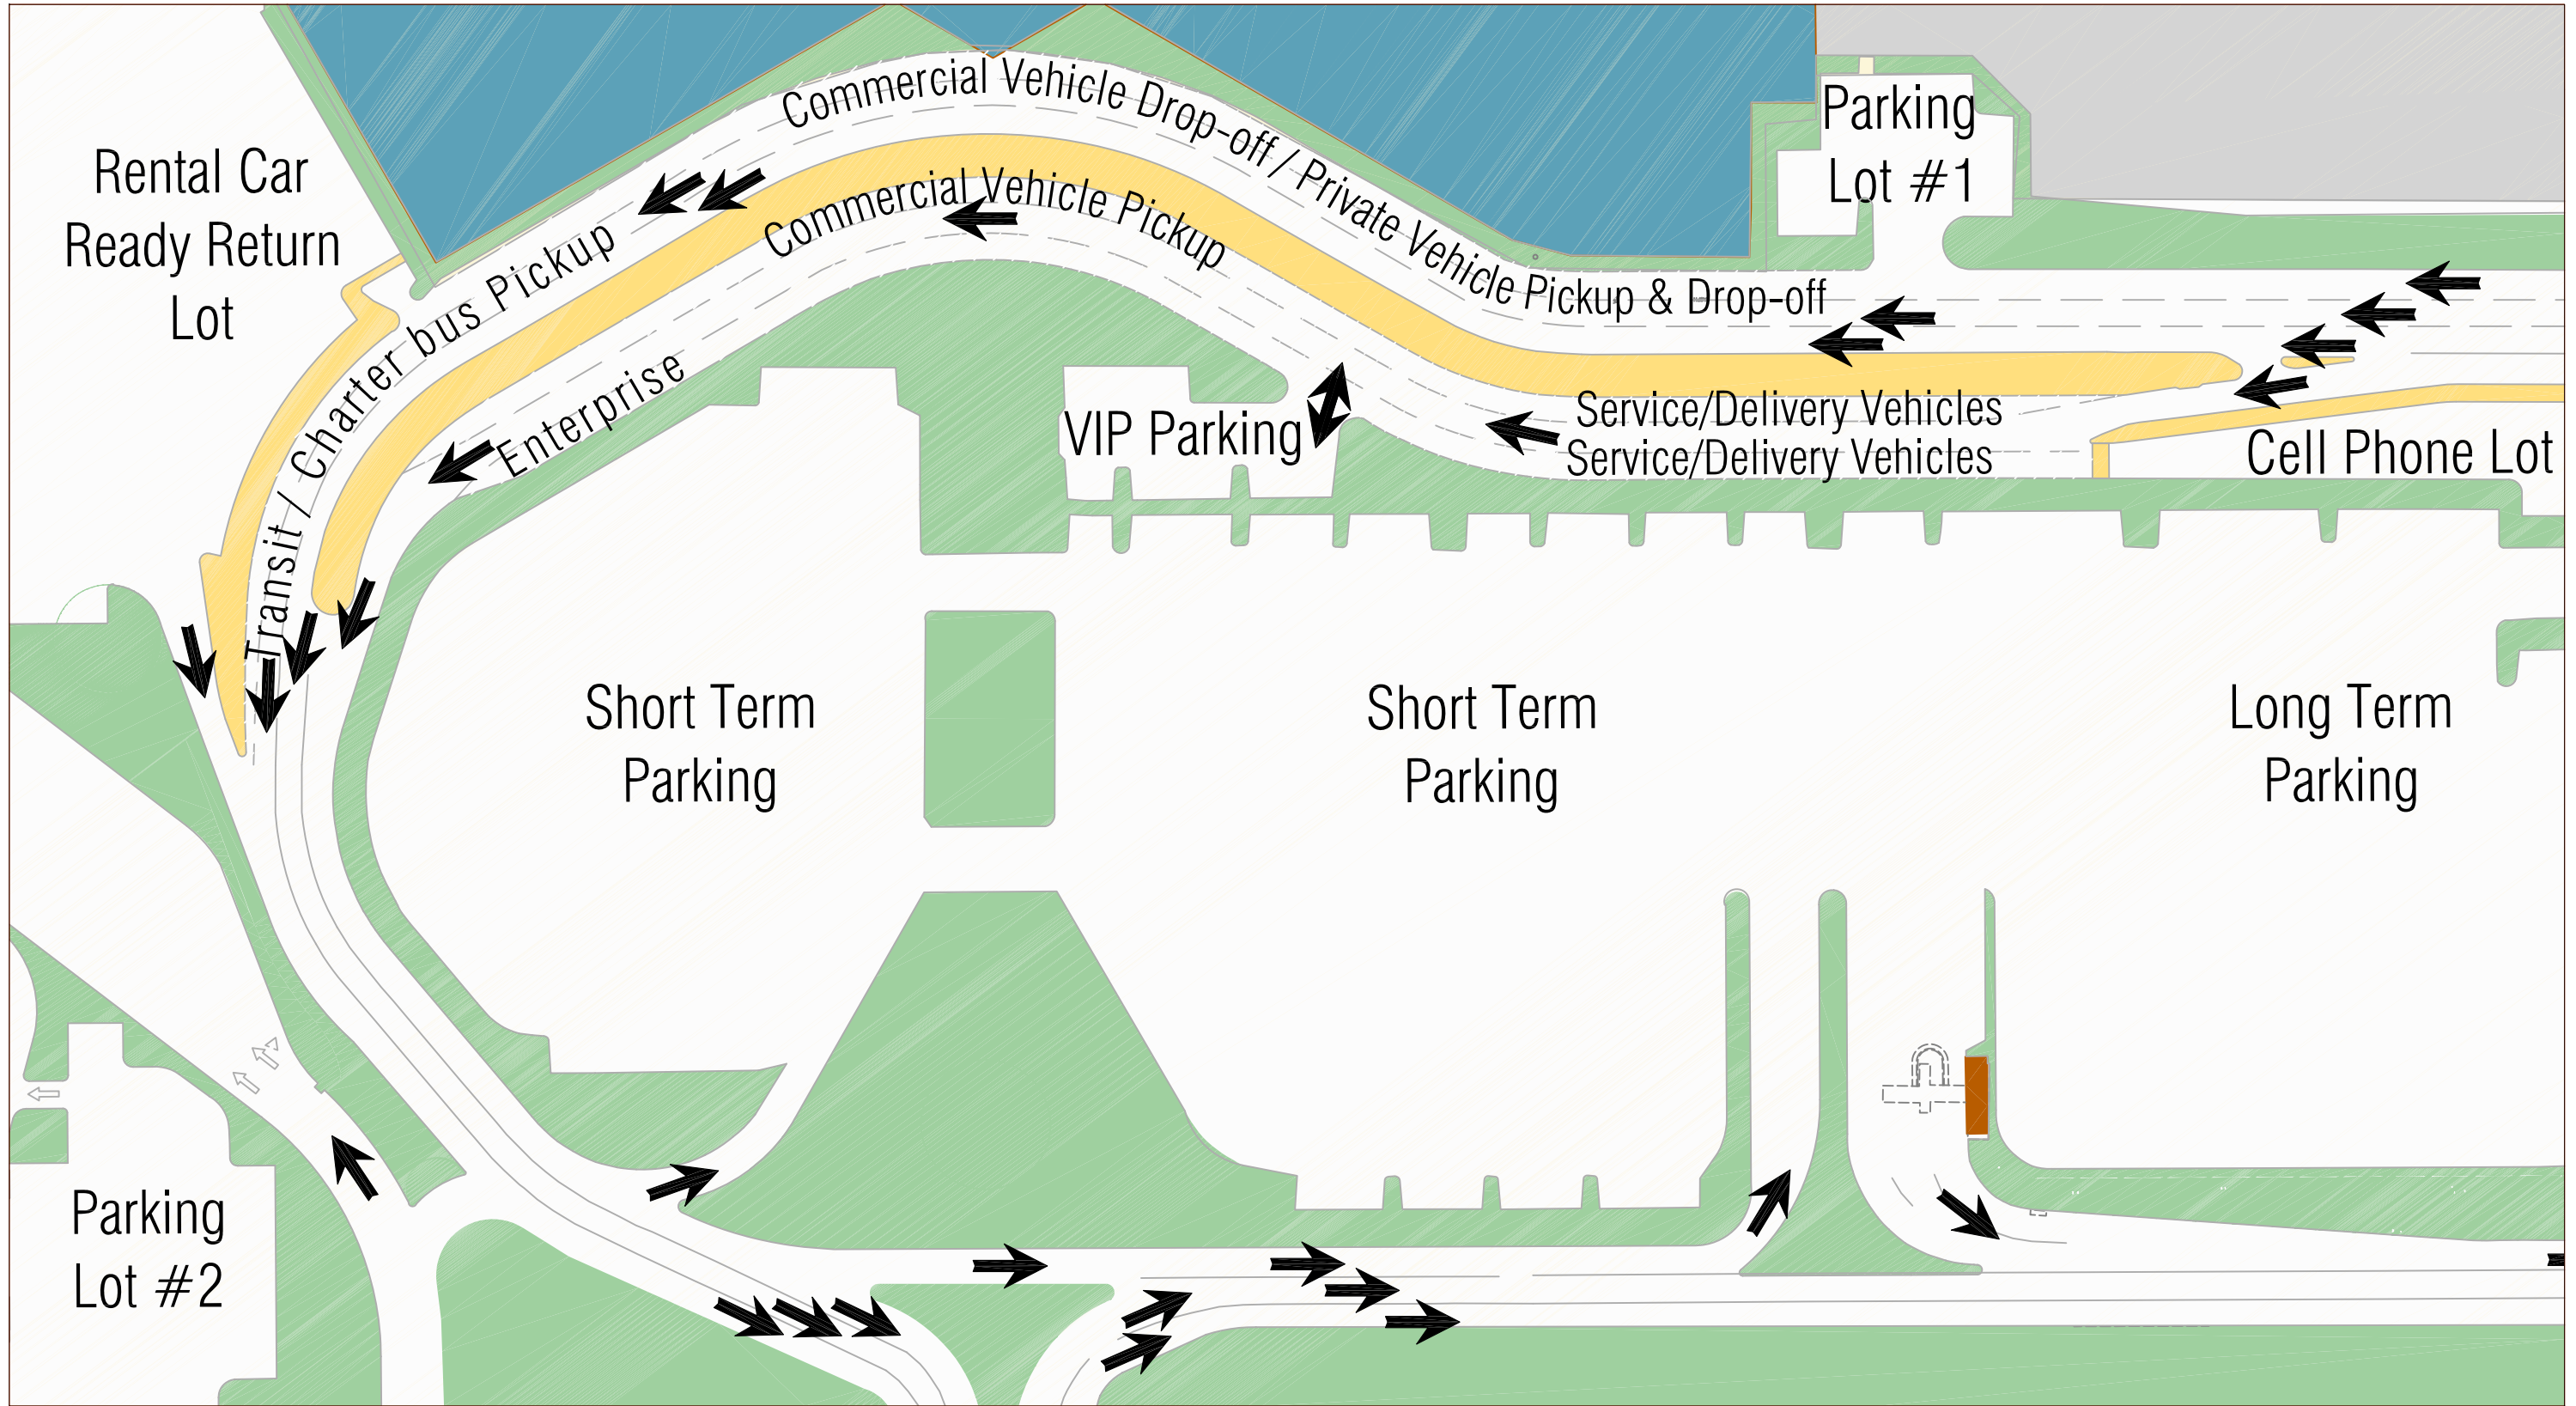 Commercial Vehicle Drop-off / Private Vehicle Pickup & Drop-off
Parking
Lot #1
Rental Car
Ready Return
Lot
Commercial Vehicle Pickup
Transit / Charter bus Pickup
Enterprise
VIP Parking
Service/Delivery Vehicles
Service/Delivery Vehicles
Cell Phone Lot
Short Term
Parking
Short Term
Parking
Long Term
Parking
Parking
Lot #2